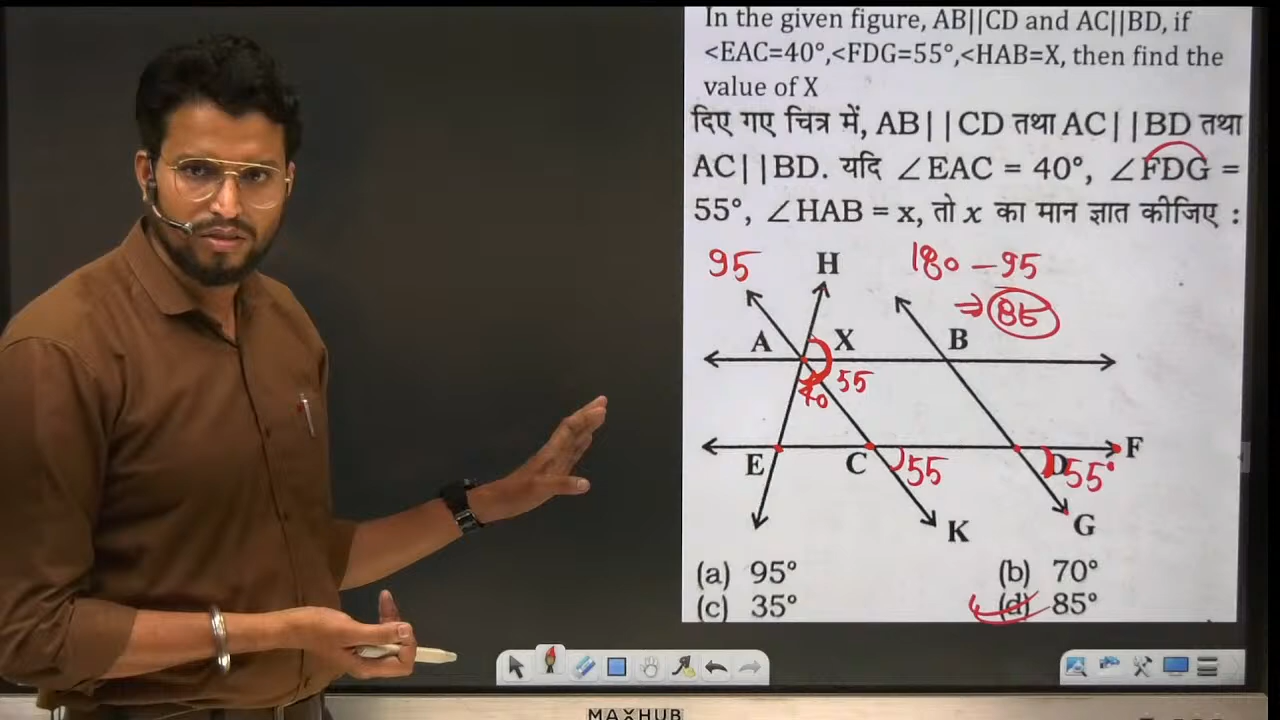 In the given figure, AB||CD and AC||BD, if
<EAC=40°,<FDG=55°,<HAB=X, then find the
value of X
दिए गए चित्र में, AB||CD तथा AC||BD तथा
AC||BD. यदि ∠EAC = 40°, ∠FDG =
55°, ∠HAB = x, तो x का मान ज्ञात कीजिए :
95 H 180 - 95
⇒ 85
A X B
40 55
E C D F
55 55°
K G
(a) 95° (b) 70°
(c) 35° (d) 85°
MAXHUB